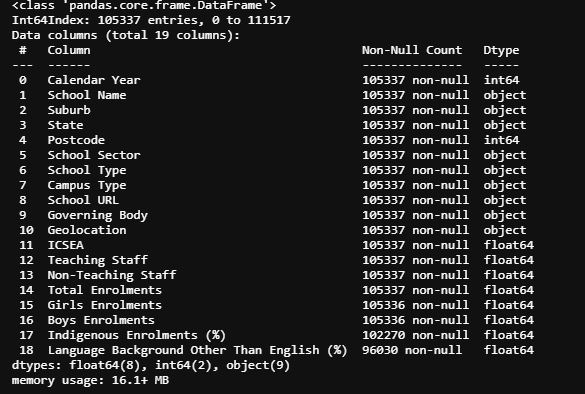 <class 'pandas.core.frame.DataFrame'>
Int64Index: 105337 entries, 0 to 111517
Data columns (total 19 columns):
 #   Column                                   Non-Null Count   Dtype
---  ------                                   --------------   -----
 0   Calendar Year                            105337 non-null  int64
 1   School Name                              105337 non-null  object
 2   Suburb                                   105337 non-null  object
 3   State                                    105337 non-null  object
 4   Postcode                                 105337 non-null  int64
 5   School Sector                            105337 non-null  object
 6   School Type                              105337 non-null  object
 7   Campus Type                              105337 non-null  object
 8   School URL                               105337 non-null  object
 9   Governing Body                           105337 non-null  object
 10  Geolocation                              105337 non-null  object
 11  ICSEA                                    105337 non-null  float64
 12  Teaching Staff                           105337 non-null  float64
 13  Non-Teaching Staff                       105337 non-null  float64
 14  Total Enrolments                         105337 non-null  float64
 15  Girls Enrolments                         105336 non-null  float64
 16  Boys Enrolments                          105336 non-null  float64
 17  Indigenous Enrolments (%)                102270 non-null  float64
 18  Language Background Other Than English (%)  96030 non-null   float64
dtypes: float64(8), int64(2), object(9)
memory usage: 16.1+ MB